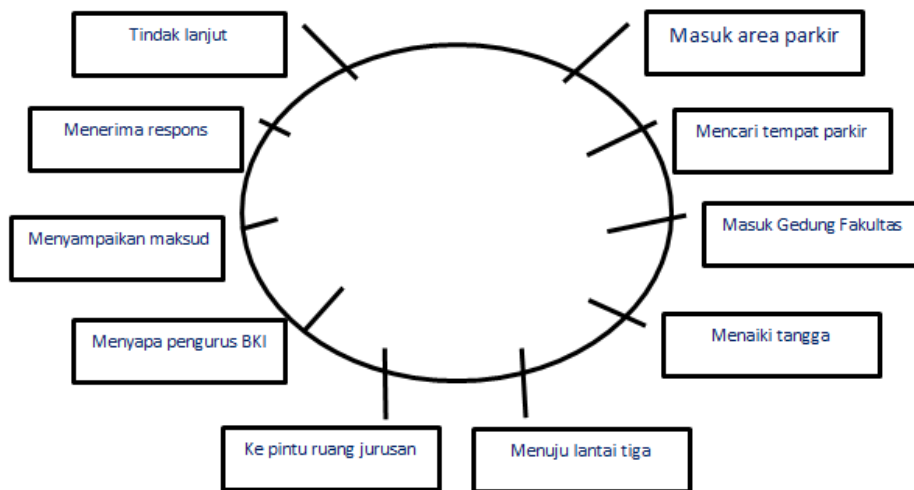 Masuk area parkir
Mencari tempat parkir
Masuk Gedung Fakultas
Menaiki tangga
Menuju lantai tiga
Ke pintu ruang jurusan
Menyapa pengurus BKI
Menyampaikan maksud
Menerima respons
Tindak lanjut